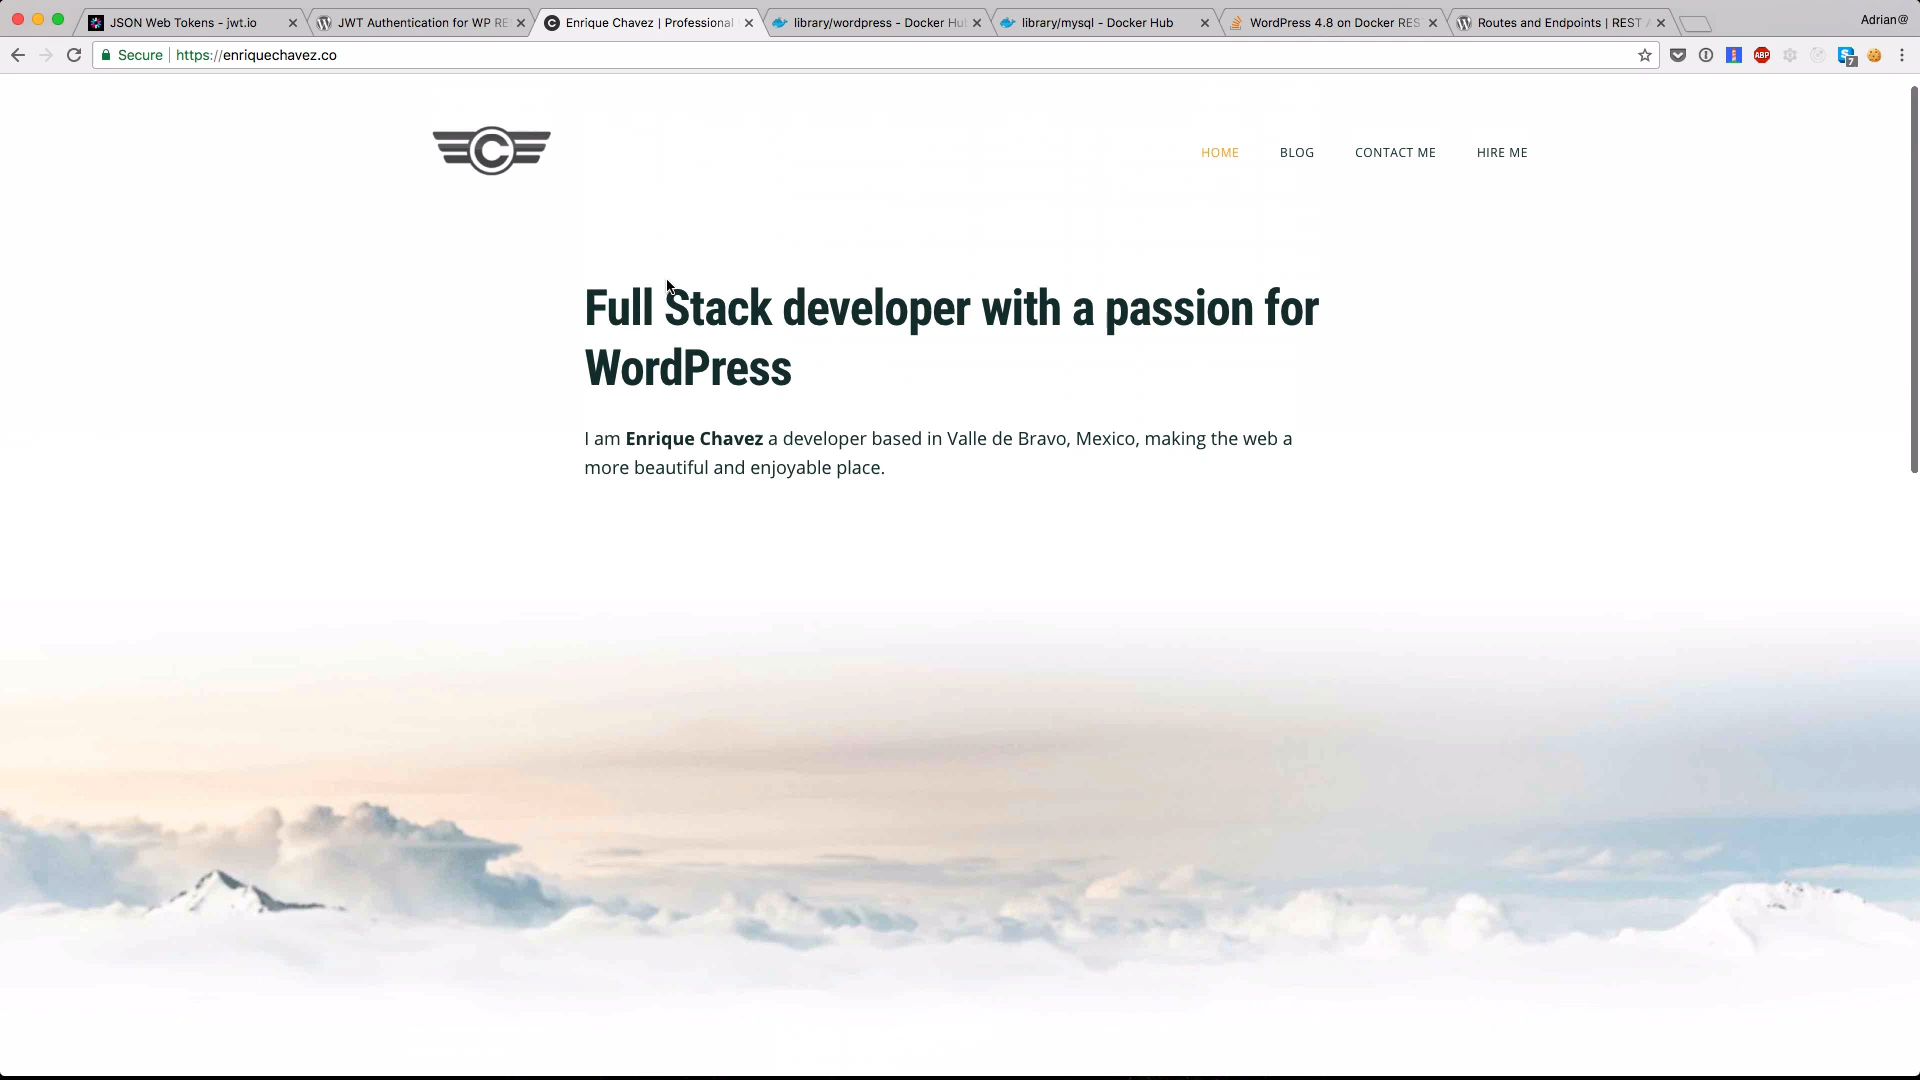 JSON Web Tokens - jwt.io
JWT Authentication for WP RE
Enrique Chavez | Professional
library/wordpress - Docker Hu
library/mysql - Docker Hub
WordPress 4.8 on Docker RES
Routes and Endpoints | REST A
Adrian@
Secure
https://enriquechavez.co
ABP
7
C
HOME
BLOG
CONTACT ME
HIRE ME
Full Stack developer with a passion for
WordPress
I am Enrique Chavez a developer based in Valle de Bravo, Mexico, making the web a
more beautiful and enjoyable place.